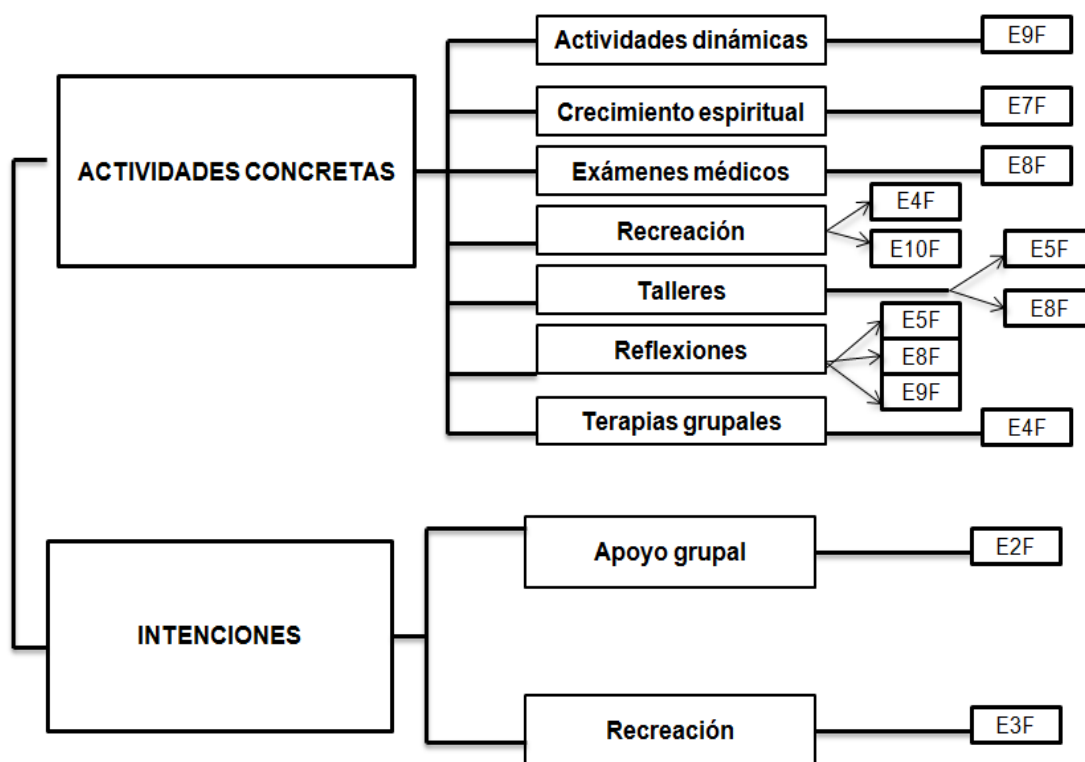 Actividades dinámicas
E9F
Crecimiento espiritual
E7F
ACTIVIDADES CONCRETAS
Exámenes médicos
E8F
Recreación
E4F
E10F
Talleres
E5F
E8F
Reflexiones
E5F
E8F
E9F
Terapias grupales
E4F
INTENCIONES
Apoyo grupal
E2F
Recreación
E3F